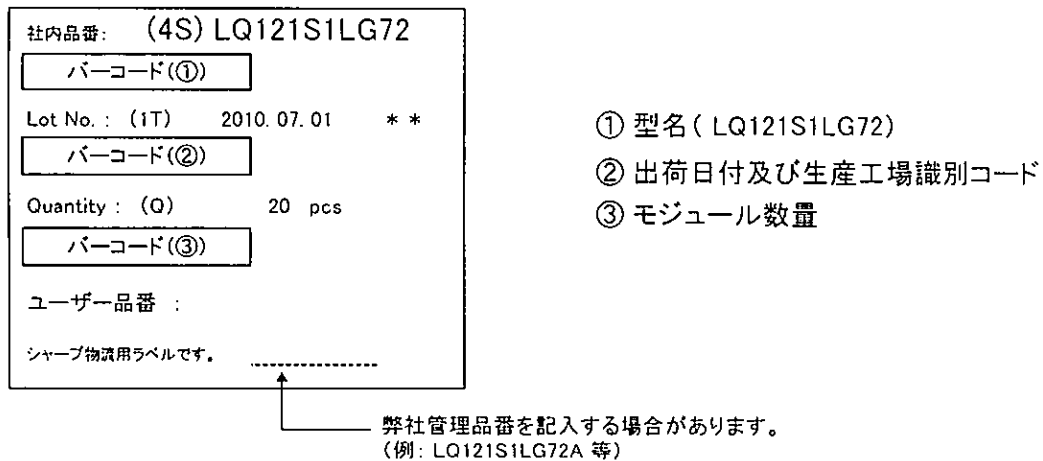 社内品番: (4S) LQ121S1LG72
バーコード(①)
Lot No. : (1T) 2010. 07. 01 * *
バーコード(②)
Quantity : (Q) 20 pcs
バーコード(③)
ユーザー品番 :
シャープ物流用ラベルです。
① 型名( LQ121S1LG72)
② 出荷日付及び生産工場識別コード
③ モジュール数量
弊社管理品番を記入する場合があります。
(例: LQ121S1LG72A 等)